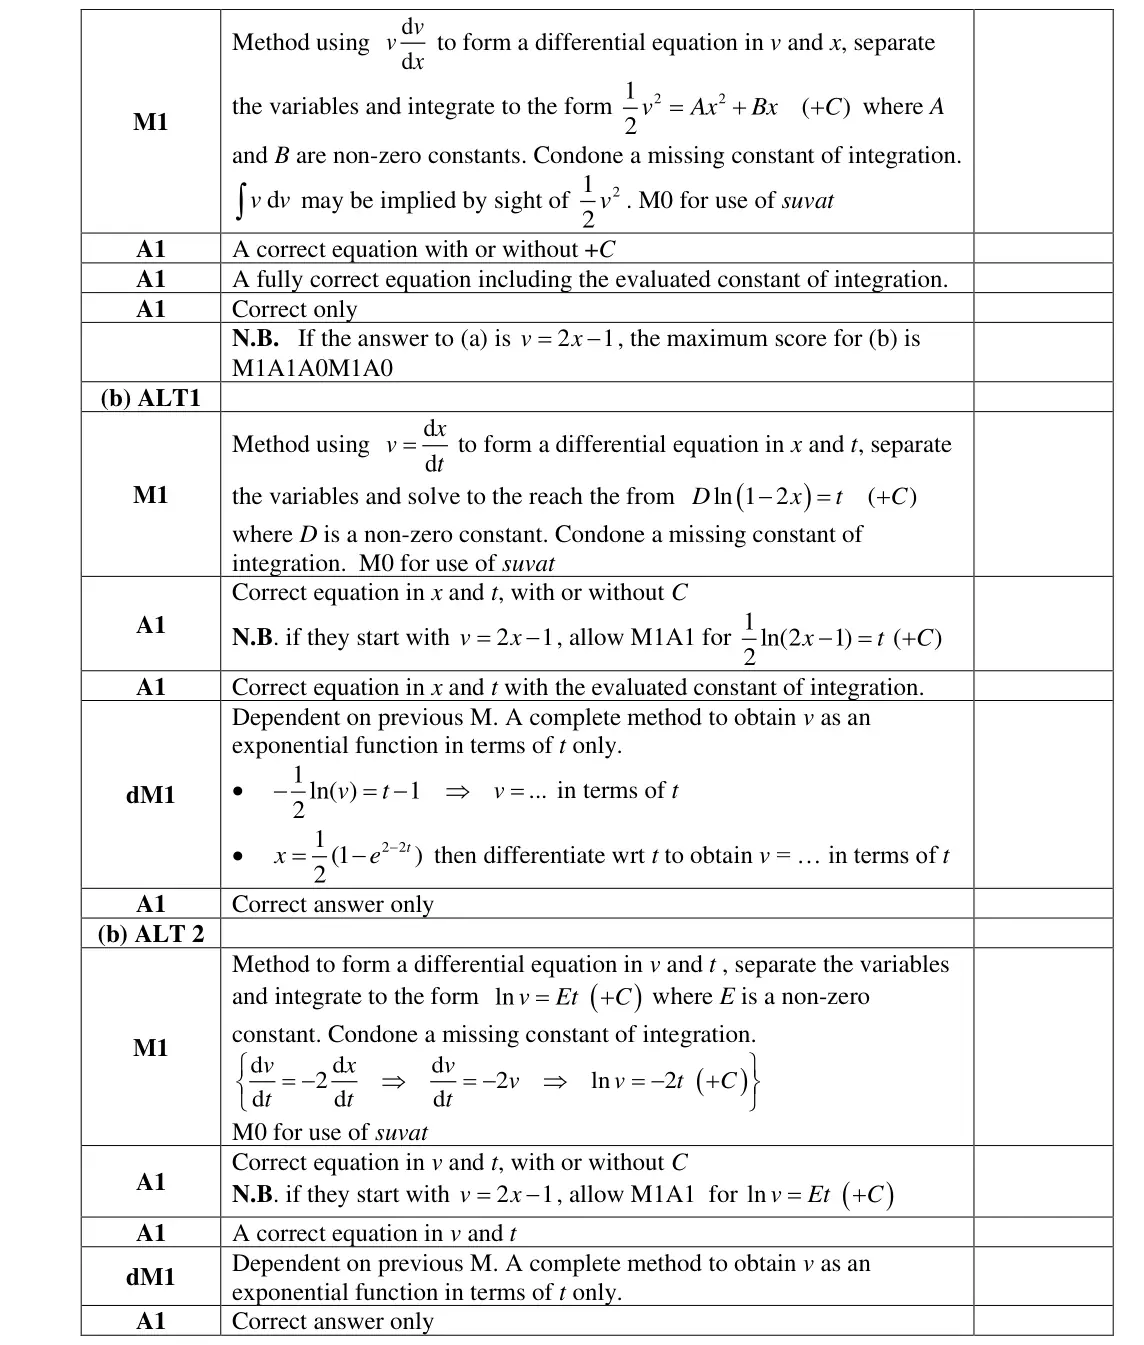 M1
Method using v dv/dx to form a differential equation in v and x, separate
the variables and integrate to the form 1/2 v² = Ax² + Bx (+C) where A
and B are non-zero constants. Condone a missing constant of integration.
∫ v dv may be implied by sight of 1/2 v² . M0 for use of suvat
A1 A correct equation with or without +C
A1 A fully correct equation including the evaluated constant of integration.
A1 Correct only
N.B. If the answer to (a) is v = 2x − 1, the maximum score for (b) is
M1A1A0M1A0
(b) ALT1
M1
Method using v = dx/dt to form a differential equation in x and t, separate
the variables and solve to the reach the from D ln(1 − 2x) = t (+C)
where D is a non-zero constant. Condone a missing constant of
integration. M0 for use of suvat
A1
Correct equation in x and t, with or without C
N.B. if they start with v = 2x − 1, allow M1A1 for 1/2 ln(2x − 1) = t (+C)
A1 Correct equation in x and t with the evaluated constant of integration.
dM1
Dependent on previous M. A complete method to obtain v as an
exponential function in terms of t only.
• −1/2 ln(v) = t − 1 ⇒ v = ... in terms of t
• x = 1/2 (1 − e²⁻²ᵗ) then differentiate wrt t to obtain v = … in terms of t
A1 Correct answer only
(b) ALT 2
M1
Method to form a differential equation in v and t , separate the variables
and integrate to the form ln v = Et (+C) where E is a non-zero
constant. Condone a missing constant of integration.
{dv/dt = −2 dx/dt ⇒ dv/dt = −2v ⇒ ln v = −2t (+C)}
M0 for use of suvat
A1
Correct equation in v and t, with or without C
N.B. if they start with v = 2x − 1, allow M1A1 for ln v = Et (+C)
A1 A correct equation in v and t
dM1
Dependent on previous M. A complete method to obtain v as an
exponential function in terms of t only.
A1 Correct answer only